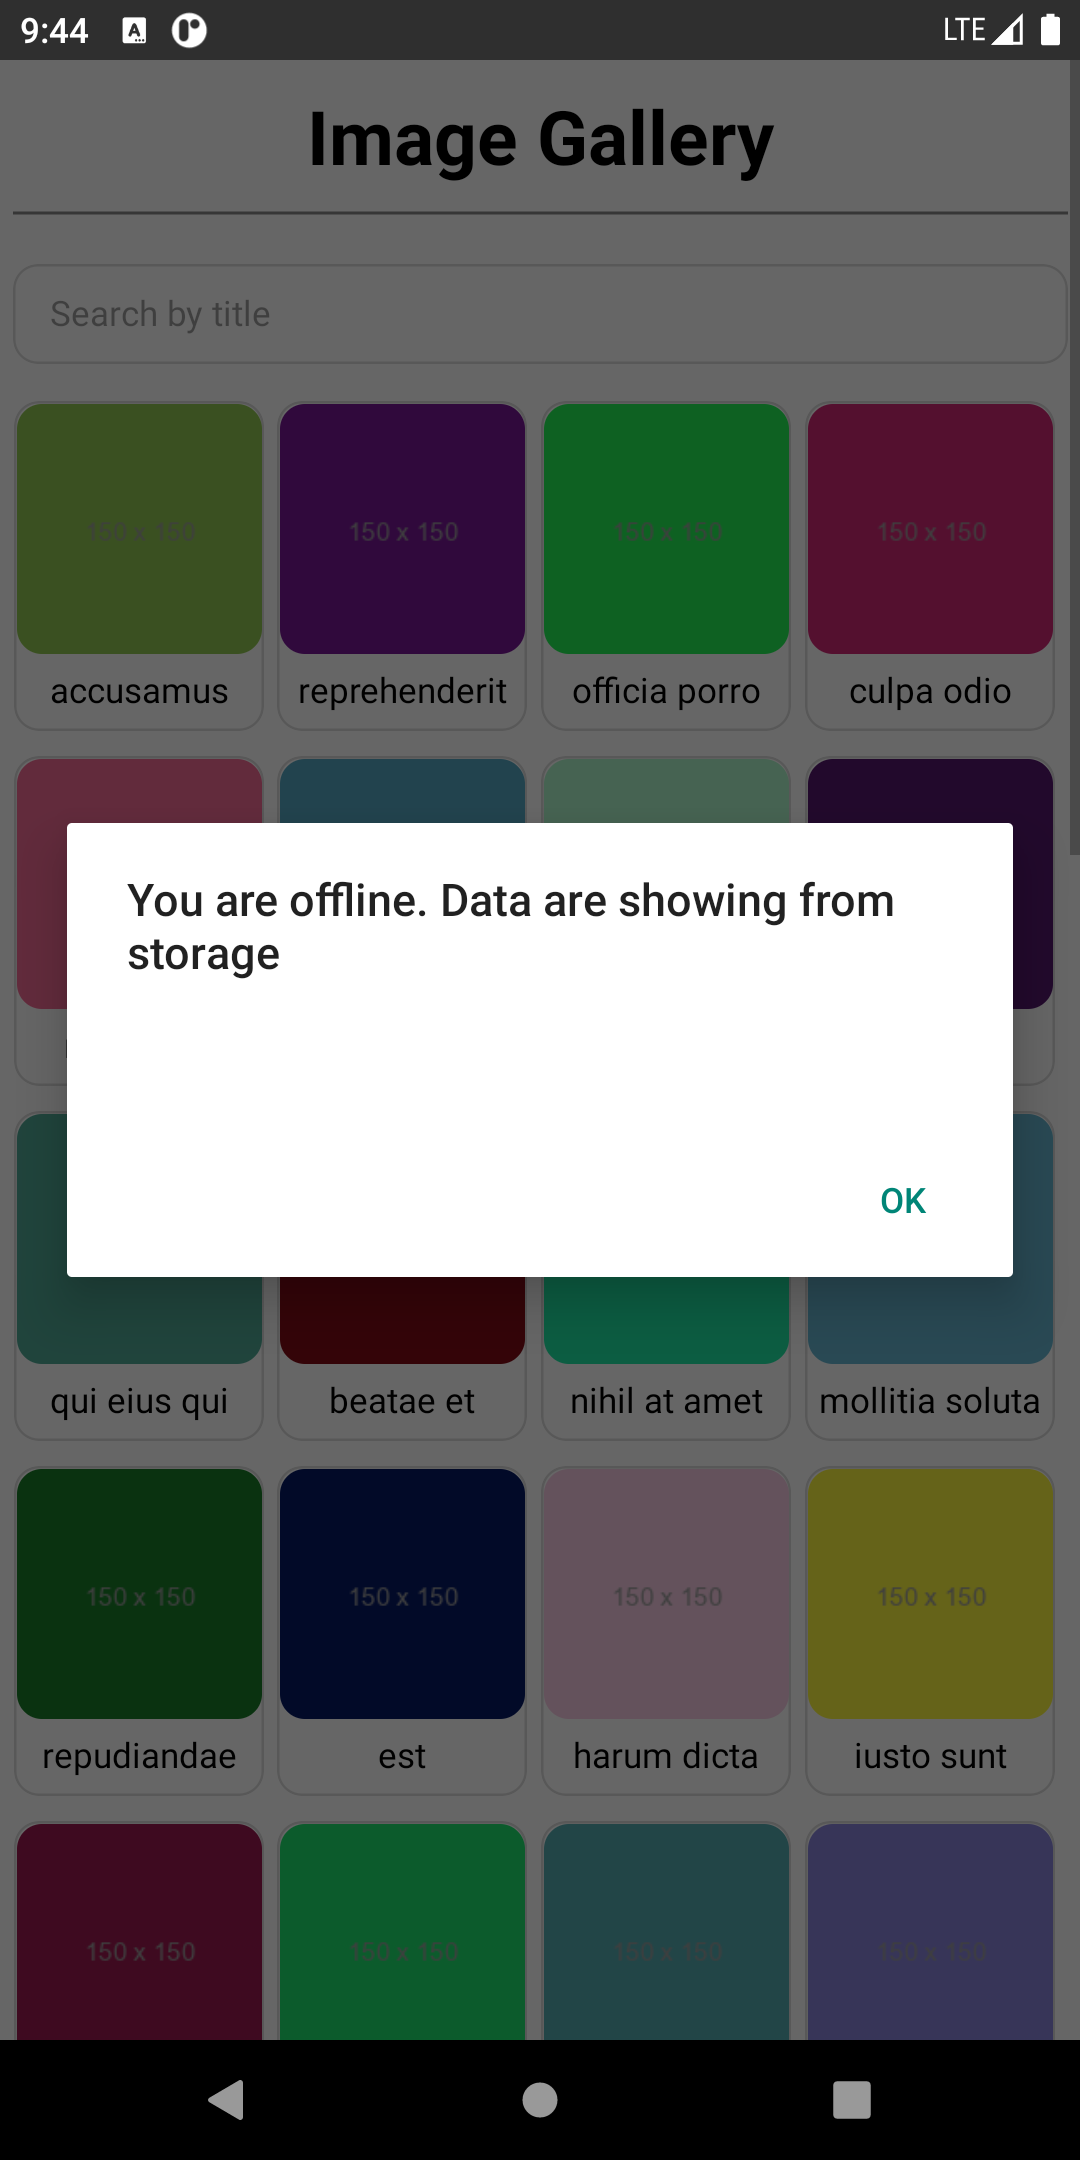 9:44 A LTE
Image Gallery
Search by title
150 x 150 150 x 150 150 x 150 150 x 150
accusamus reprehenderit officia porro culpa odio
You are offline. Data are showing from
storage
OK
qui eius qui beatae et nihil at amet mollitia soluta
150 x 150 150 x 150 150 x 150 150 x 150
repudiandae est harum dicta iusto sunt
150 x 150 150 x 150 150 x 150 150 x 150